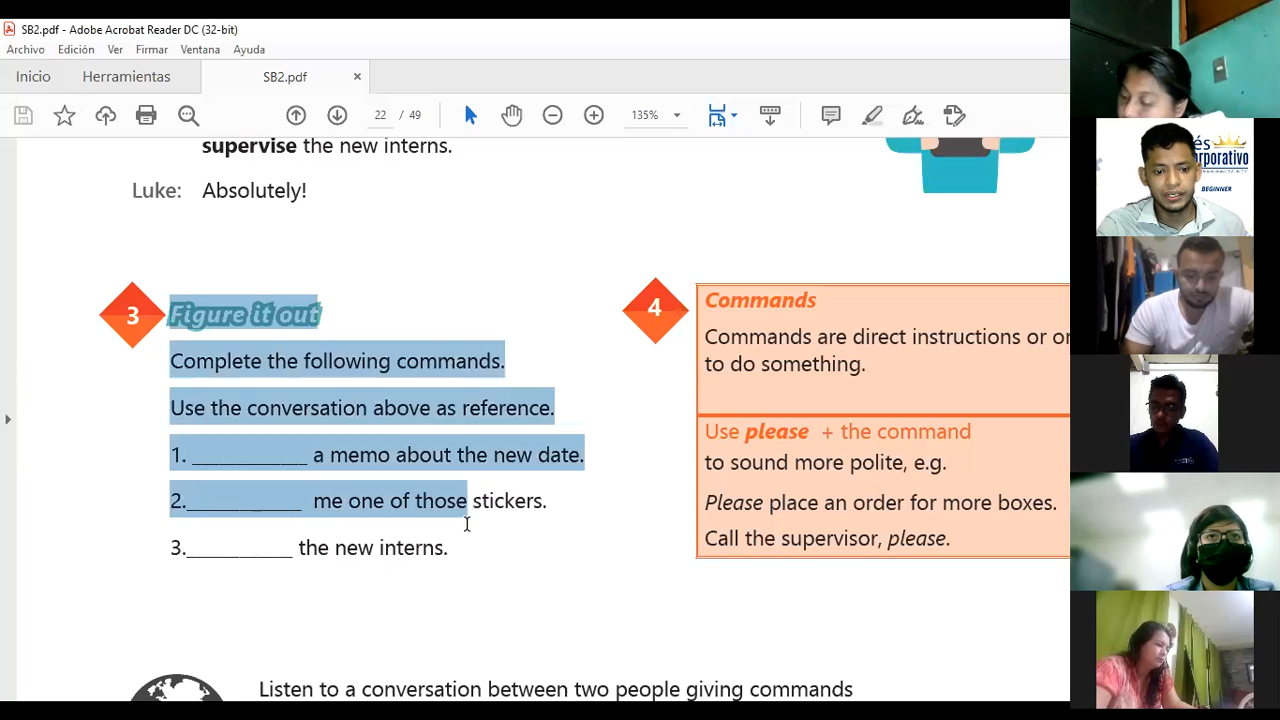 SB2.pdf - Adobe Acrobat Reader DC (32-bit)
Archivo Edición Ver Firmar Ventana Ayuda
Inicio Herramientas SB2.pdf ×
22 / 49 135%
supervise the new interns.
Luke: Absolutely!
3 Figure it out
Complete the following commands.
Use the conversation above as reference.
1. ____________ a memo about the new date.
2.____________ me one of those stickers.
3.___________ the new interns.
4 Commands
Commands are direct instructions or or
to do something.
Use please + the command
to sound more polite, e.g.
Please place an order for more boxes.
Call the supervisor, please.
Listen to a conversation between two people giving commands
és
rporativo
BEGINNER